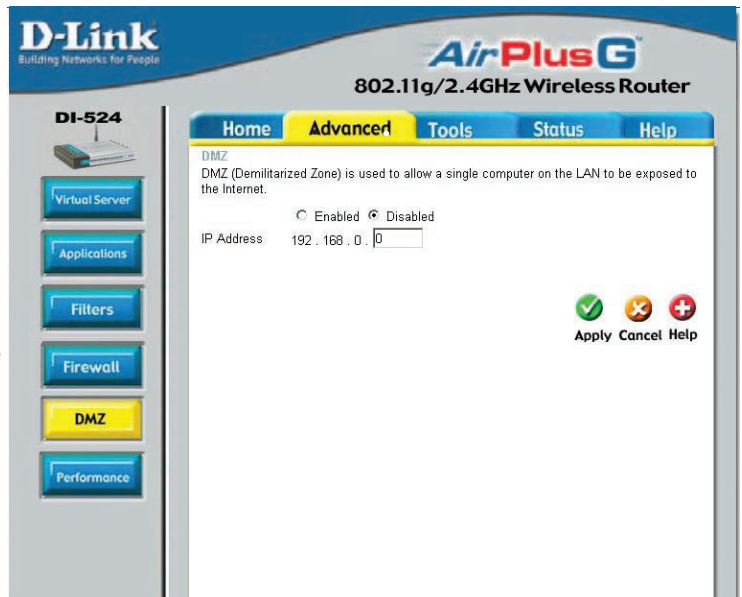 D-Link
Building Networks for People
AirPlus G
802.11g/2.4GHz Wireless Router
DI-524
Home Advanced Tools Status Help
Virtual Server
Applications
Filters
Firewall
DMZ
Performance
DMZ
DMZ (Demilitarized Zone) is used to allow a single computer on the LAN to be exposed to
the Internet.
Enabled Disabled
IP Address 192 . 168 . 0 . 0
Apply Cancel Help